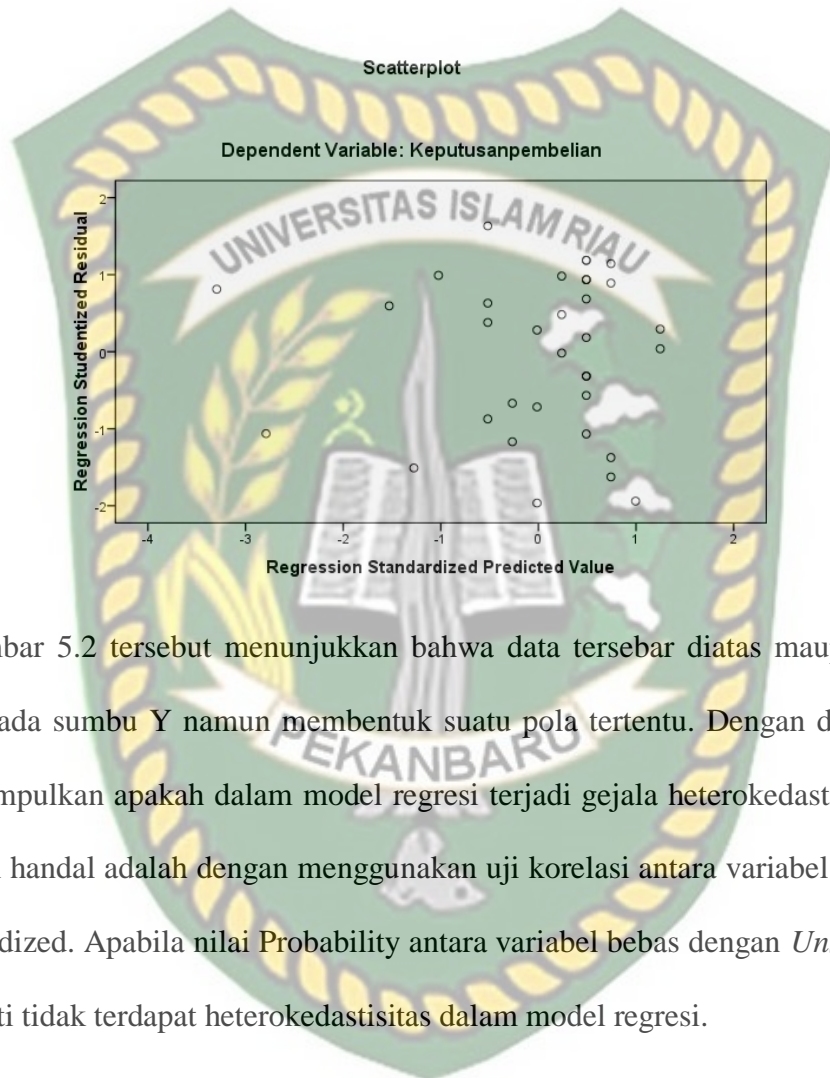 Scatterplot
Dependent Variable: Keputusanpembelian
UNIVERSITAS ISLAM RIAU
Regression Studentized Residual
2
1
0
-1
-2
-4 -3 -2 -1 0 1 2
Regression Standardized Predicted Value
mbar 5.2 tersebut menunjukkan bahwa data tersebar diatas mau
ada sumbu Y namun membentuk suatu pola tertentu. Dengan d
PEKANBARU
mpulkan apakah dalam model regresi terjadi gejala heterokedast
handal adalah dengan menggunakan uji korelasi antara variabel
dized. Apabila nilai Probability antara variabel bebas dengan Un
ti tidak terdapat heterokedastisitas dalam model regresi.